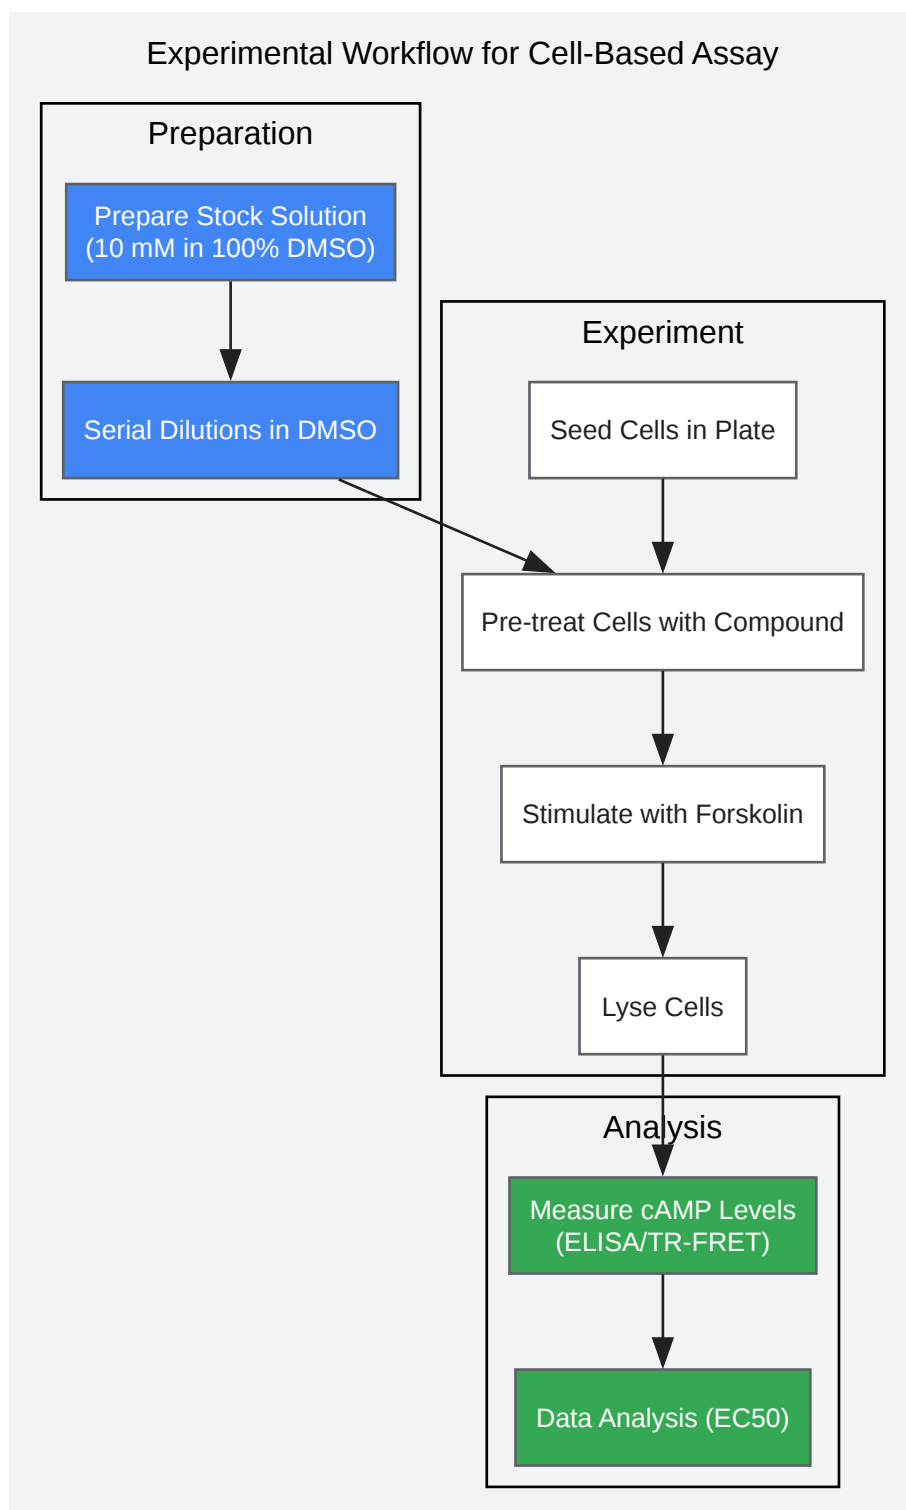 Experimental Workflow for Cell-Based Assay
Preparation
Prepare Stock Solution
(10 mM in 100% DMSO)
Serial Dilutions in DMSO
Experiment
Seed Cells in Plate
Pre-treat Cells with Compound
Stimulate with Forskolin
Lyse Cells
Analysis
Measure cAMP Levels
(ELISA/TR-FRET)
Data Analysis (EC50)